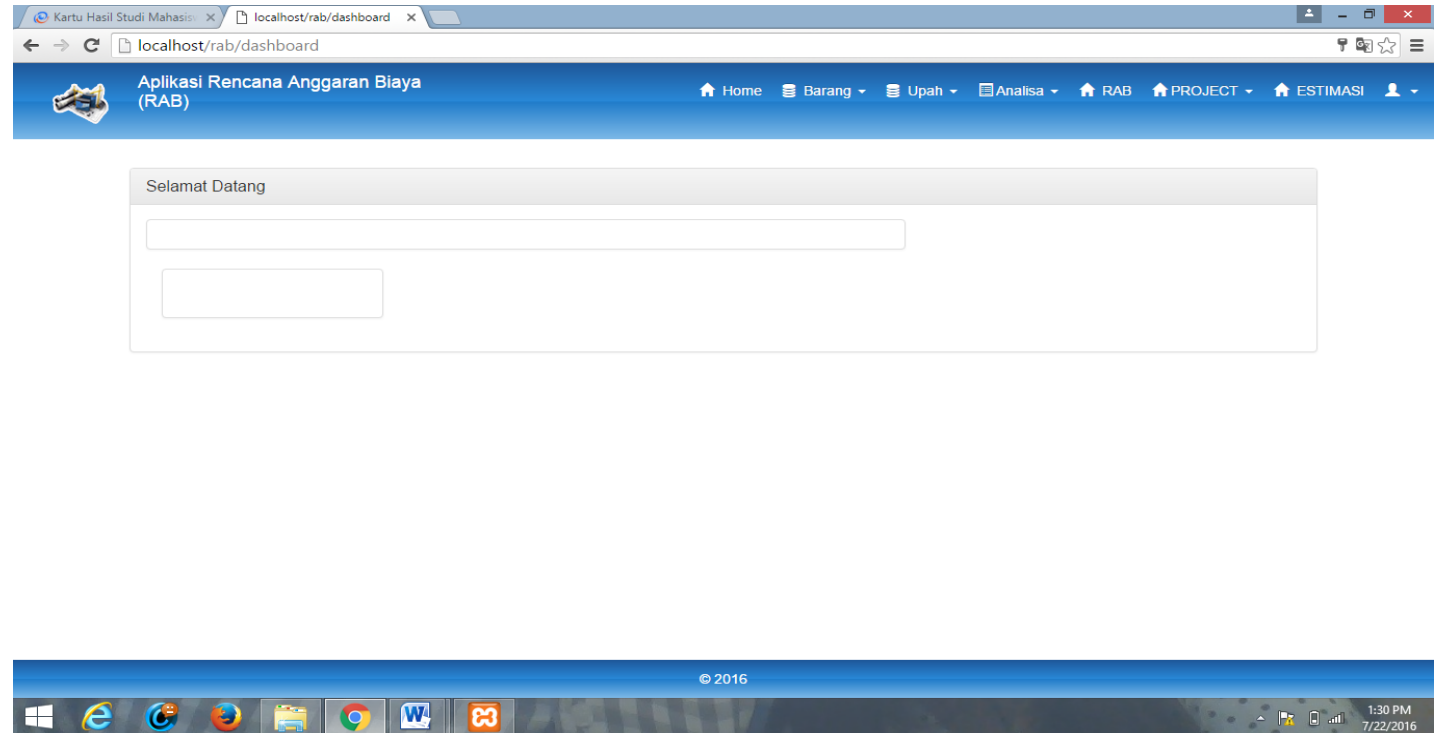 Kartu Hasil Studi Mahasis
localhost/rab/dashboard
localhost/rab/dashboard
Aplikasi Rencana Anggaran Biaya
(RAB)
Home Barang Upah Analisa RAB PROJECT ESTIMASI
Selamat Datang
© 2016
1:30 PM
7/22/2016